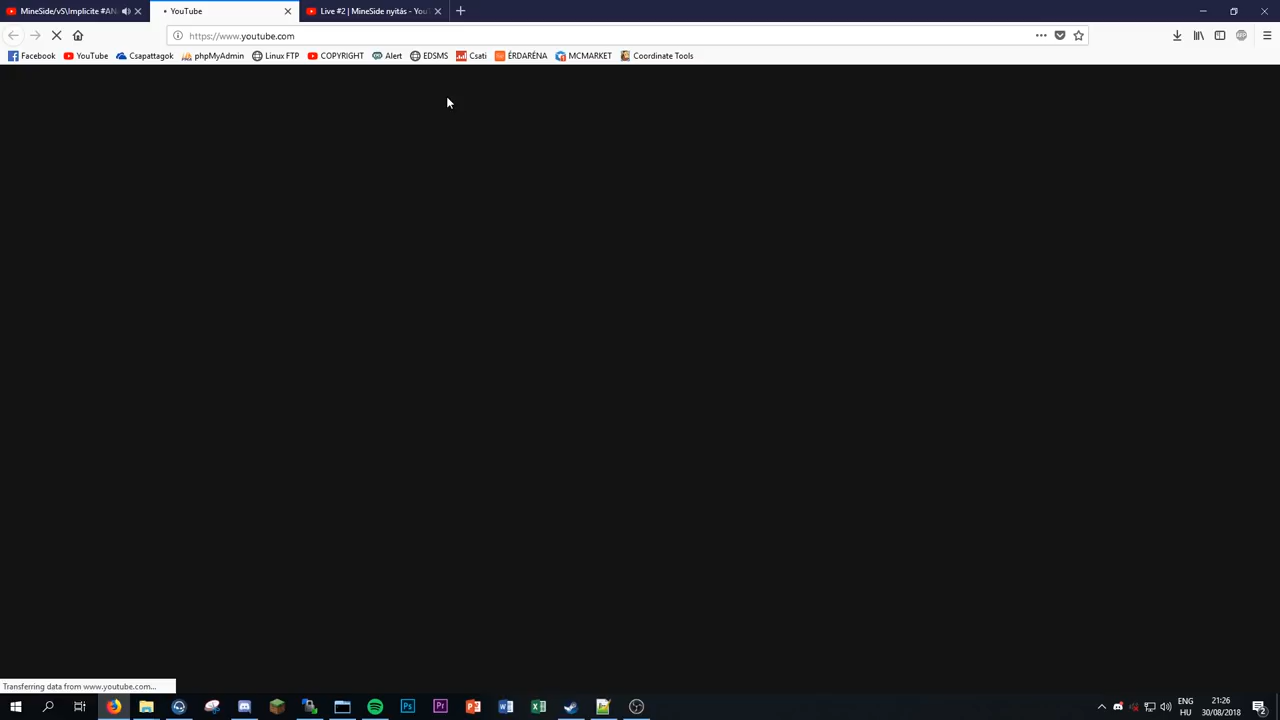 MineSide/vS\Implicite #AN
YouTube
Live #2 | MineSide nyitás - YouT
https://www.youtube.com
Facebook
YouTube
Csapattagok
phpMyAdmin
Linux FTP
COPYRIGHT
Alert
EDSMS
Csati
ÉRDARÉNA
MCMARKET
Coordinate Tools
Transferring data from www.youtube.com...
ENG
21:26
HU
30/08/2018